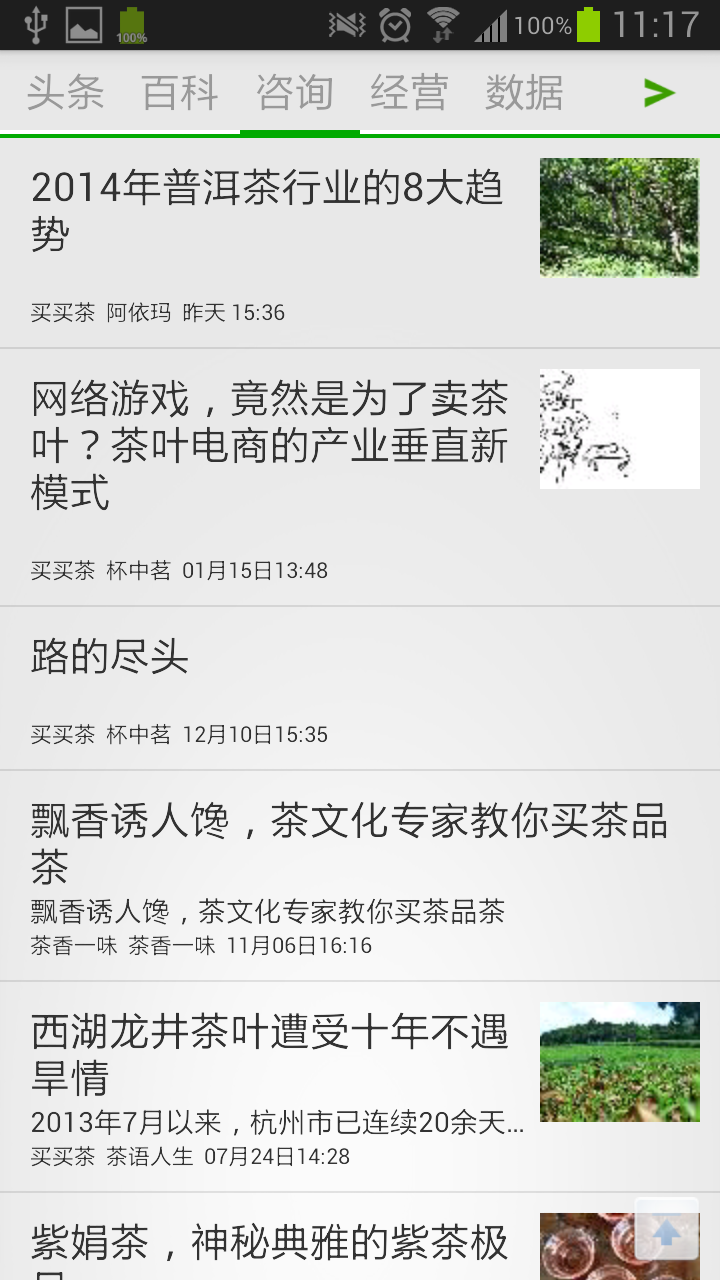 100%
100%
11:17
头条 百科 咨询 经营 数据
2014年普洱茶行业的8大趋
势
买买茶 阿依玛 昨天 15:36
网络游戏，竟然是为了卖茶
叶？茶叶电商的产业垂直新
模式
买买茶 杯中茗 01月15日13:48
路的尽头
买买茶 杯中茗 12月10日15:35
飘香诱人馋，茶文化专家教你买茶品
茶
飘香诱人馋，茶文化专家教你买茶品茶
茶香一味 茶香一味 11月06日16:16
西湖龙井茶叶遭受十年不遇
旱情
2013年7月以来，杭州市已连续20余天...
买买茶 茶语人生 07月24日14:28
紫娟茶，神秘典雅的紫茶极